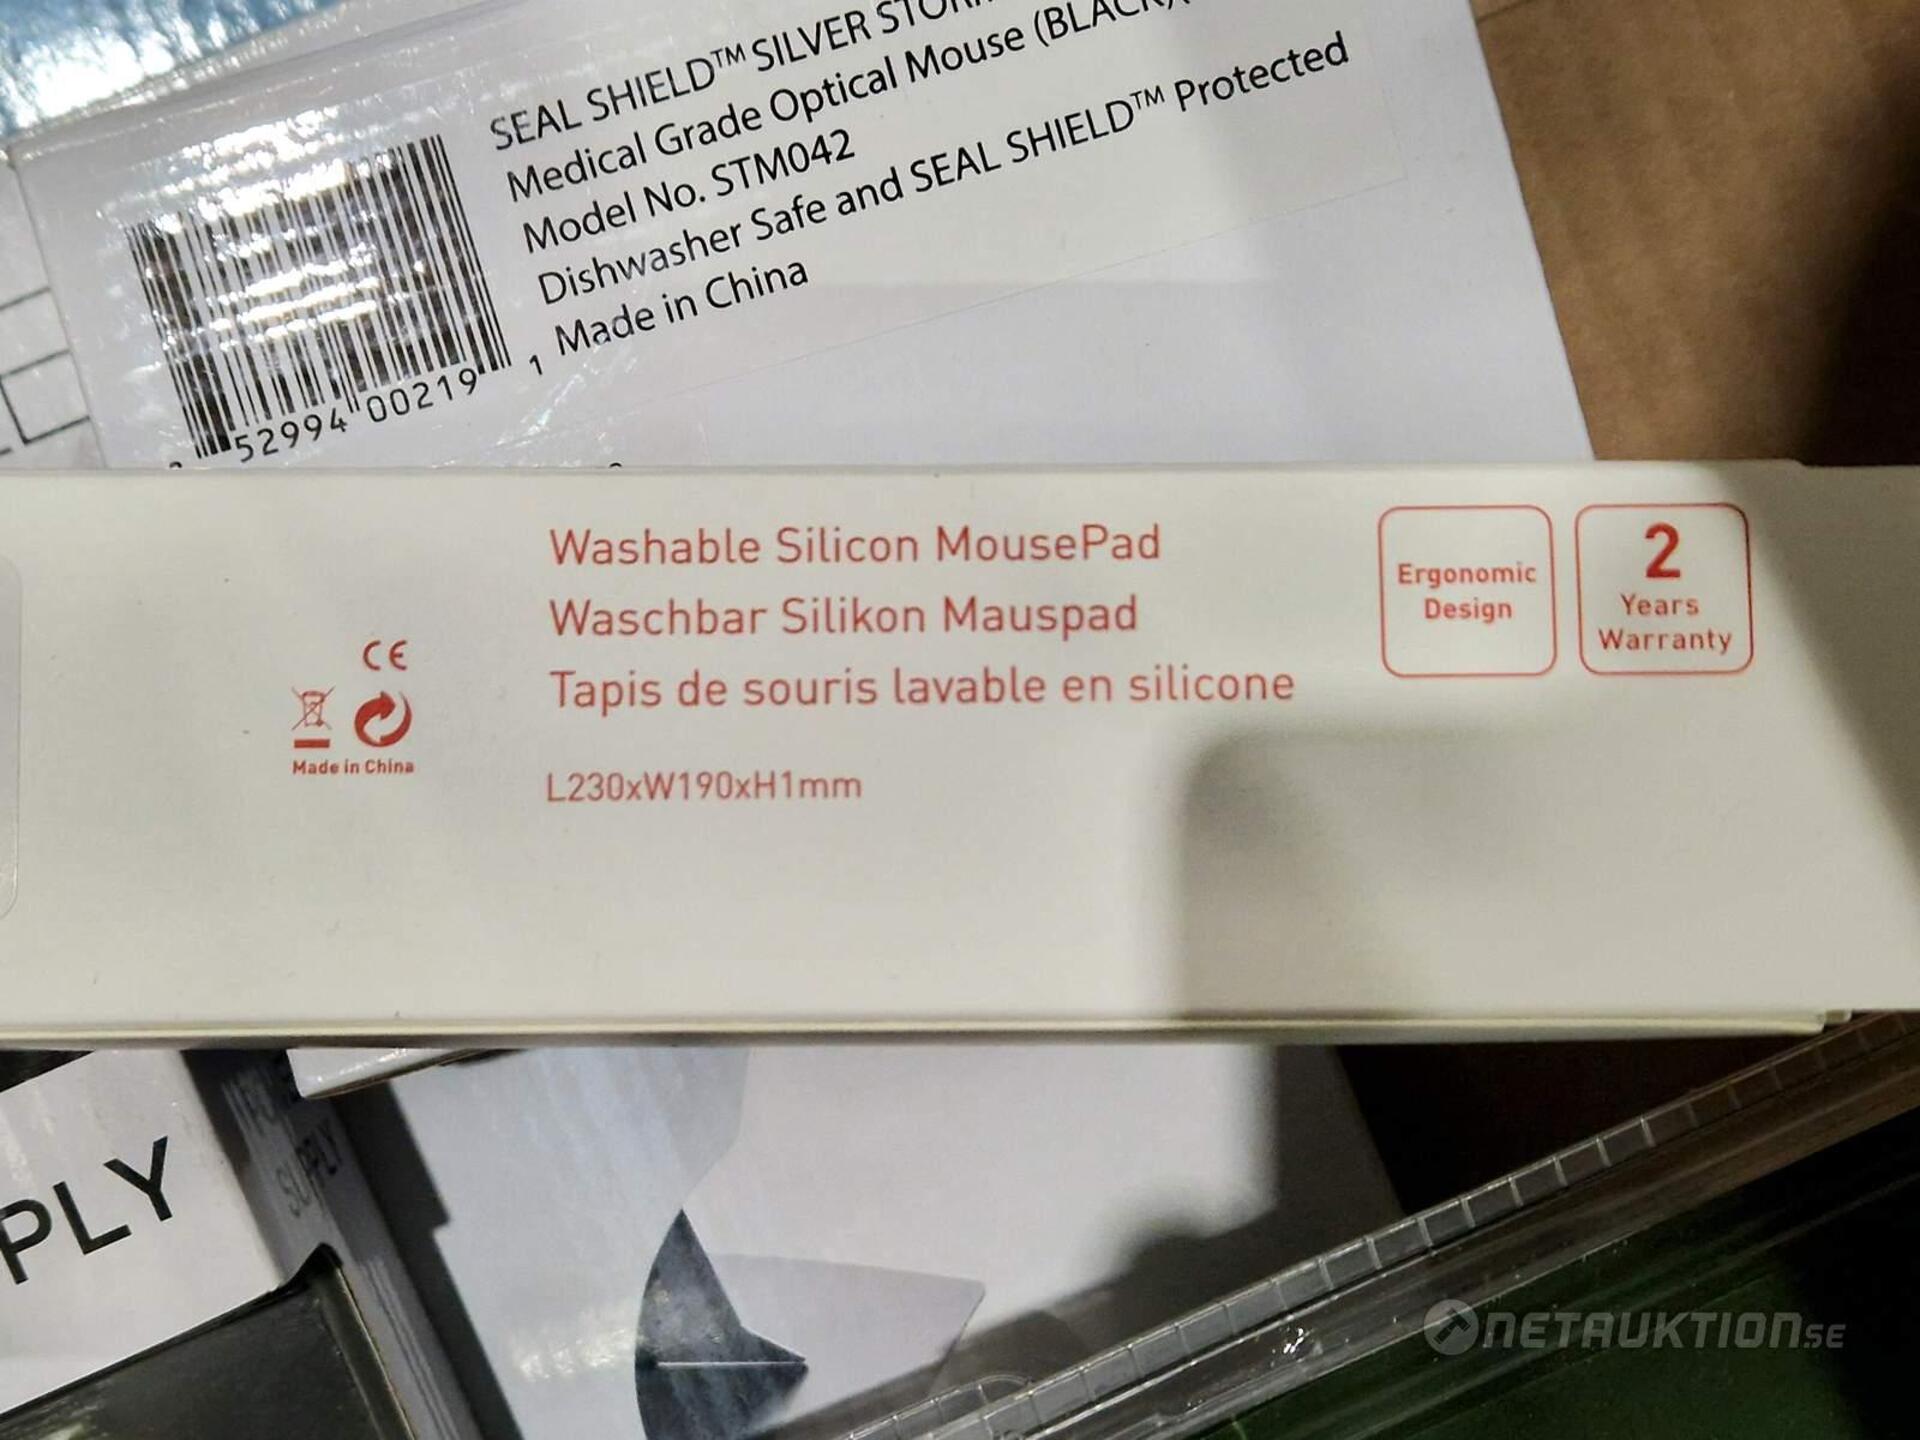 SEAL SHIELD™ SILVER
Medical Grade Optical Mouse (BLACK)
Model No. STM042
Dishwasher Safe and SEAL SHIELD™ Protected
Made in China
52994 00219 1
Washable Silicon MousePad
Waschbar Silikon Mauspad
Tapis de souris lavable en silicone
L230xW190xH1mm
CE
Made in China
Ergonomic
Design
2
Years
Warranty
PLY
SUPPLY
NETAUKTION.SE